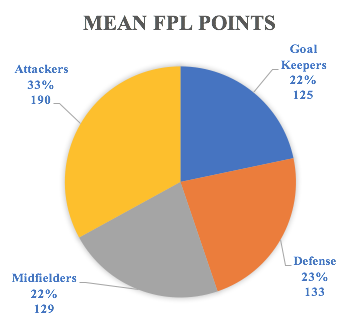 MEAN FPL POINTS
Goal
Keepers
22%
125
Attackers
33%
190
Defense
23%
133
Midfielders
22%
129